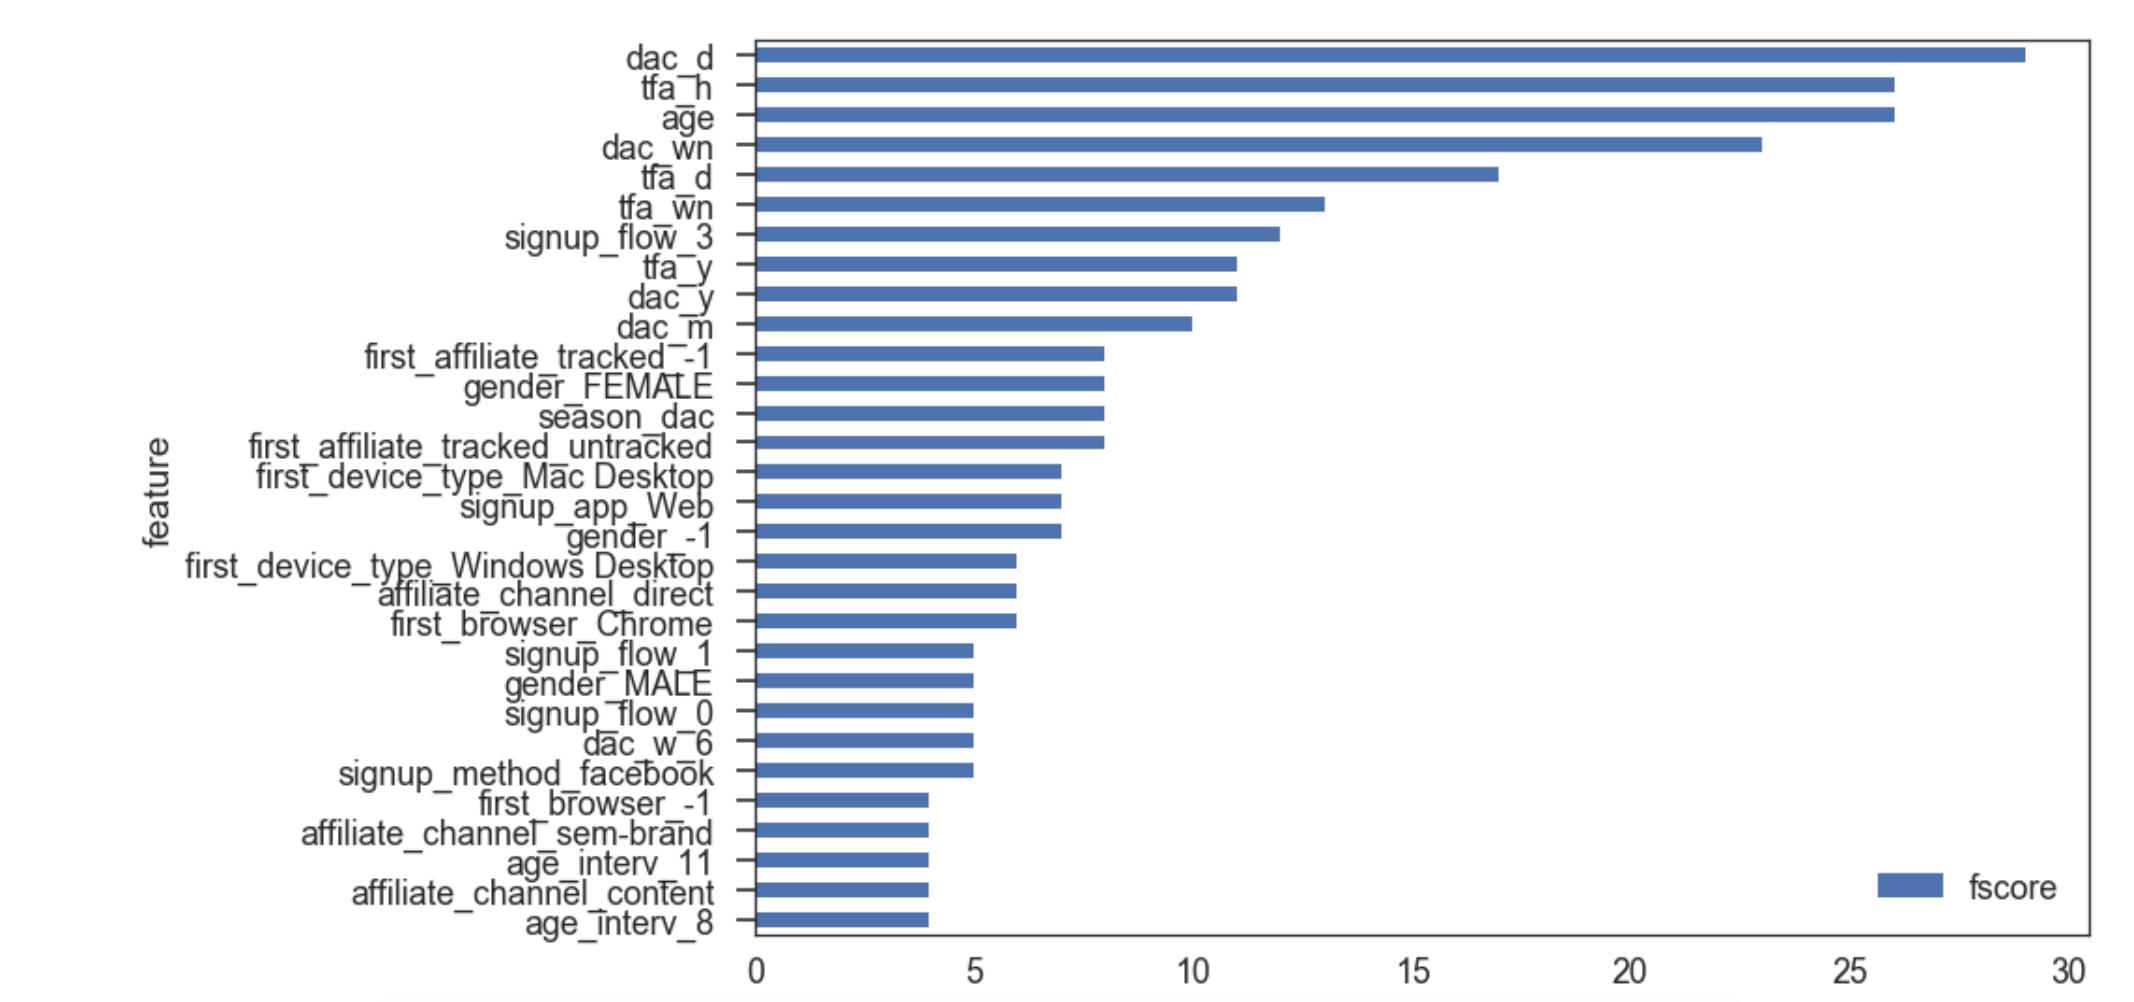 dac_d
tfa_h
age
dac_wn
tfa_d
tfa_wn
signup_flow_3
tfa_y
dac_y
dac_m
first_affiliate_tracked_-1
gender_FEMALE
season_dac
first_affiliate_tracked_untracked
first_device_type_Mac Desktop
signup_app_Web
gender_-1
first_device_type_Windows Desktop
affiliate_channel_direct
first_browser_Chrome
signup_flow_1
gender_MALE
signup_flow_0
dac_w_6
signup_method_facebook
first_browser_-1
affiliate_channel_sem-brand
age_interv_11
affiliate_channel_content
age_interv_8
feature
fscore
0 5 10 15 20 25 30